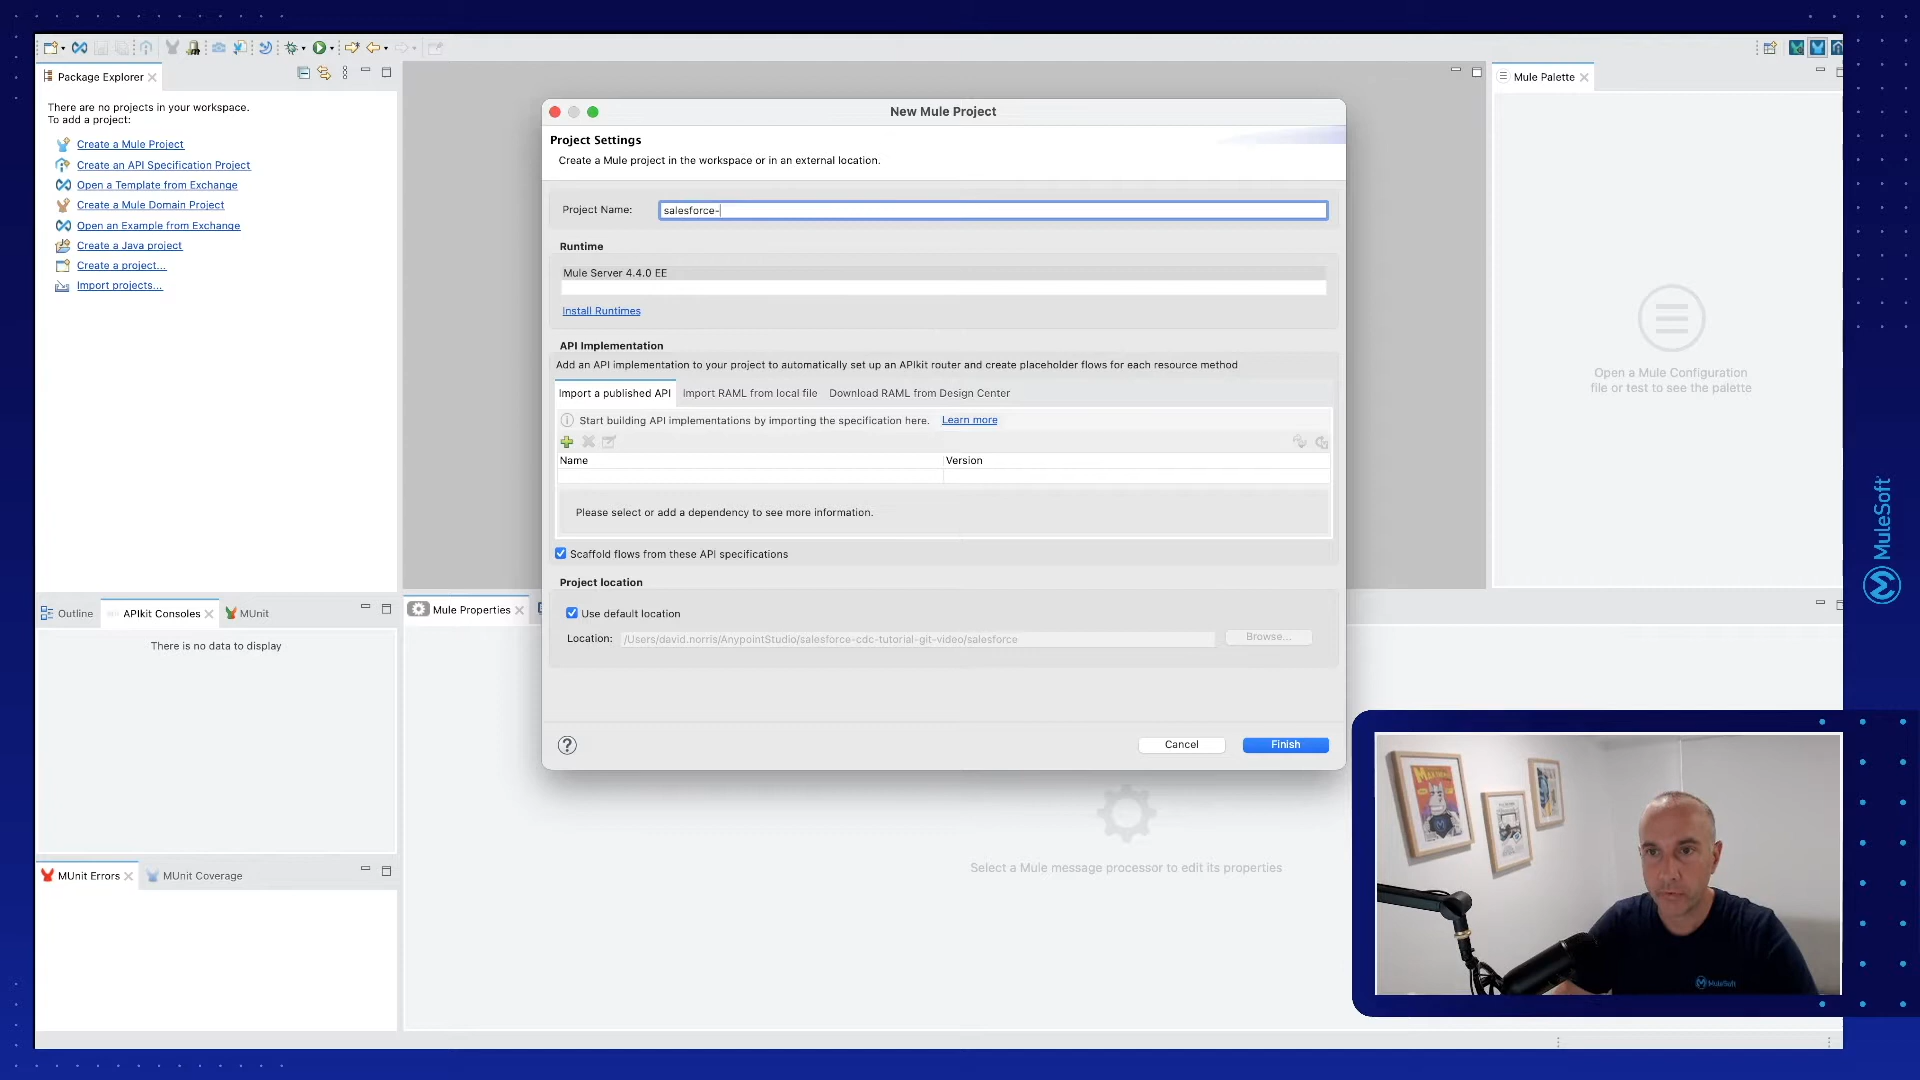 Package Explorer
There are no projects in your workspace.
To add a project:
Create a Mule Project
Create an API Specification Project
Open a Template from Exchange
Create a Mule Domain Project
Open an Example from Exchange
Create a Java project
Create a project...
Import projects...
New Mule Project
Project Settings
Create a Mule project in the workspace or in an external location.
Project Name: salesforce-
Runtime
Mule Server 4.4.0 EE
Install Runtimes
API Implementation
Add an API implementation to your project to automatically set up an APIkit router and create placeholder flows for each resource method
Import a published API Import RAML from local file Download RAML from Design Center
Start building API implementations by importing the specification here. Learn more
Name Version
Please select or add a dependency to see more information.
Scaffold flows from these API specifications
Project location
Use default location
Location: /Users/david.norris/AnypointStudio/salesforce-cdc-tutorial-git-video/salesforce Browse...
? Cancel Finish
Mule Palette
Open a Mule Configuration
file or test to see the palette
Outline APIkit Consoles MUnit
There is no data to display
Mule Properties
Select a Mule message processor to edit its properties
MUnit Errors MUnit Coverage
MuleSoft
MuleSoft